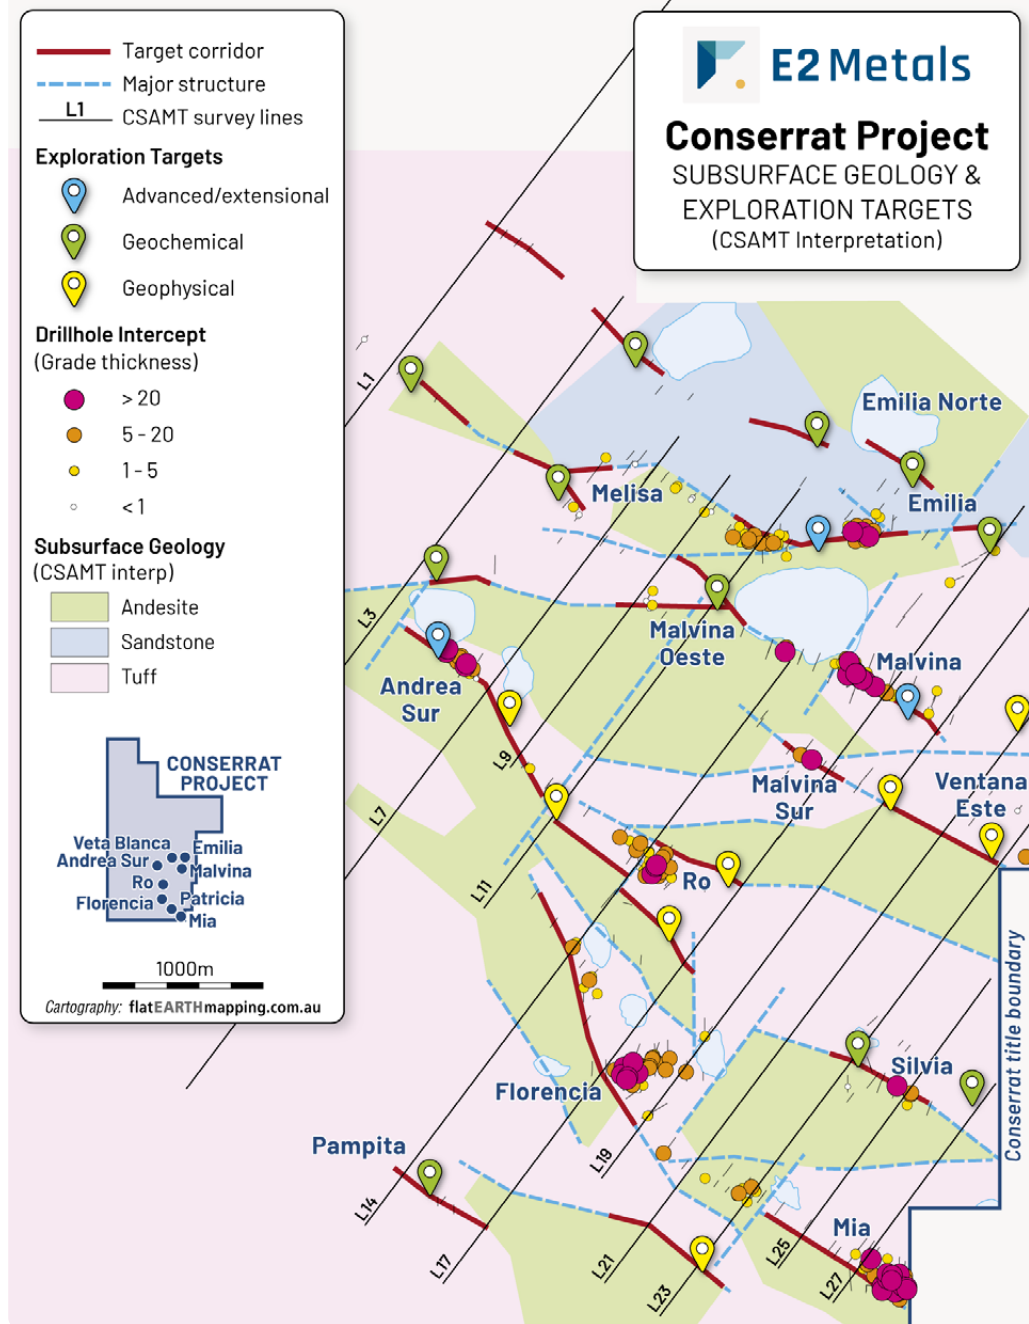 Target corridor
Major structure
L1
CSAMT survey lines
Exploration Targets
Advanced/extensional
Geochemical
Geophysical
Drillhole Intercept
(Grade thickness)
> 20
5 - 20
1 - 5
< 1
Subsurface Geology
(CSAMT interp)
Andesite
Sandstone
Tuff
CONSERRAT
PROJECT
Veta Blanca
Emilia
Andrea Sur
Malvina
Ro
Florencia
Patricia
Mia
1000m
Cartography: flatEARTHmapping.com.au
E2 Metals
Conserrat Project
SUBSURFACE GEOLOGY &
EXPLORATION TARGETS
(CSAMT Interpretation)
L1
Emilia Norte
Melisa
Emilia
L3
Malvina
Oeste
Malvina
Andrea
Sur
L9
Malvina
Sur
Ventana
Este
L7
L11
Ro
Conserrat title boundary
Silvia
Florencia
Pampita
L19
L14
Mia
L17
L21
L25
L27
L23